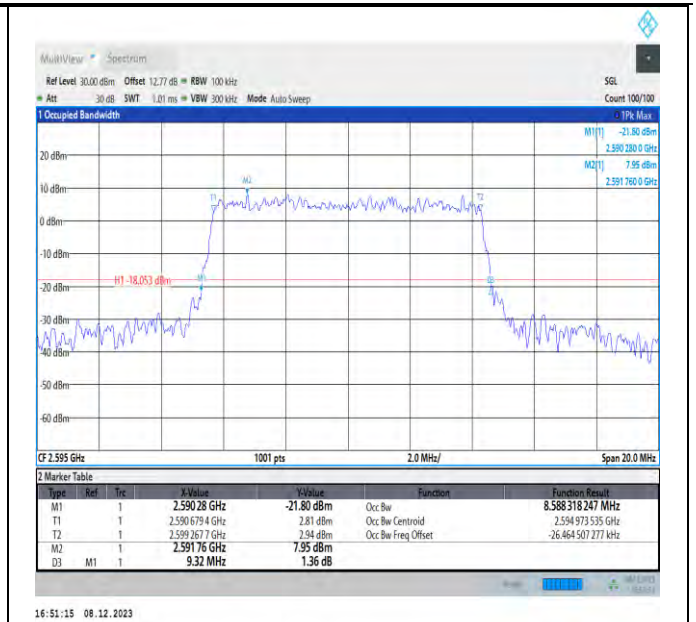 MultiView Spectrum
Ref Level 30.00 dBm Offset 12.77 dB RBW 100 kHz SGL
Att 30 dB SWT 1.01 ms VBW 300 kHz Mode Auto Sweep Count 100/100
1 Occupied Bandwidth 1Pk Max
M1[1] -21.80 dBm
2.590 280 0 GHz
M2[1] 7.95 dBm
2.591 760 0 GHz
20 dBm
M2
10 dBm
T1 T2
0 dBm
-10 dBm
H1 -18.053 dBm
M1
-20 dBm
-30 dBm
-40 dBm
-50 dBm
-60 dBm
CF 2.595 GHz 1001 pts 2.0 MHz/ Span 20.0 MHz
2 Marker Table
Type Ref Trc X-Value Y-Value Function Function Result
M1 1 2.59028 GHz -21.80 dBm Occ Bw 8.588 318 247 MHz
T1 1 2.590 679 4 GHz 2.81 dBm Occ Bw Centroid 2.594 973 535 GHz
T2 1 2.599 267 7 GHz 2.94 dBm Occ Bw Freq Offset -26.464 507 277 kHz
M2 1 2.59176 GHz 7.95 dBm
D3 M1 1 9.32 MHz 1.36 dB
16:51:15 08.12.2023